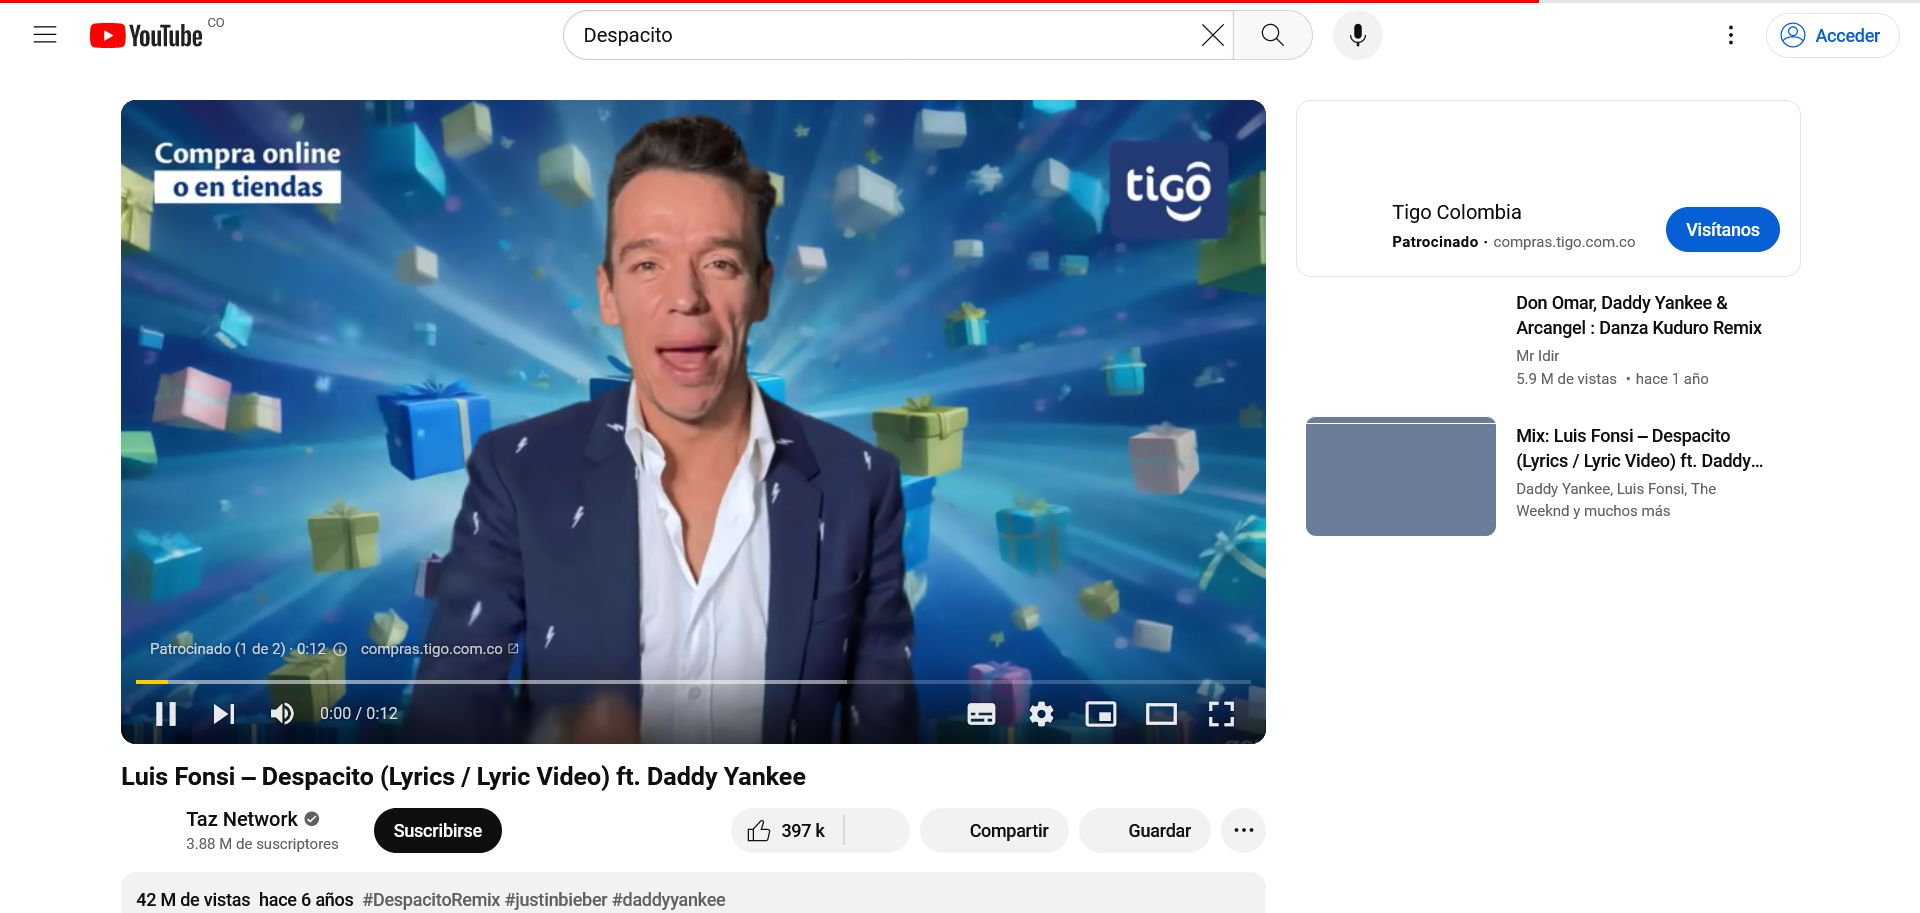 YouTube CO
Despacito
Acceder
Compra online
o en tiendas
tigo
Patrocinado (1 de 2) · 0:12 compras.tigo.com.co
0:00 / 0:12
Luis Fonsi ‒ Despacito (Lyrics / Lyric Video) ft. Daddy Yankee
Taz Network
3.88 M de suscriptores
Suscribirse
397 k
Compartir
Guardar
42 M de vistas hace 6 años #DespacitoRemix #justinbieber #daddyyankee
Tigo Colombia
Patrocinado · compras.tigo.com.co
Visítanos
Don Omar, Daddy Yankee &
Arcangel : Danza Kuduro Remix
Mr Idir
5.9 M de vistas • hace 1 año
Mix: Luis Fonsi ‒ Despacito
(Lyrics / Lyric Video) ft. Daddy...
Daddy Yankee, Luis Fonsi, The
Weeknd y muchos más